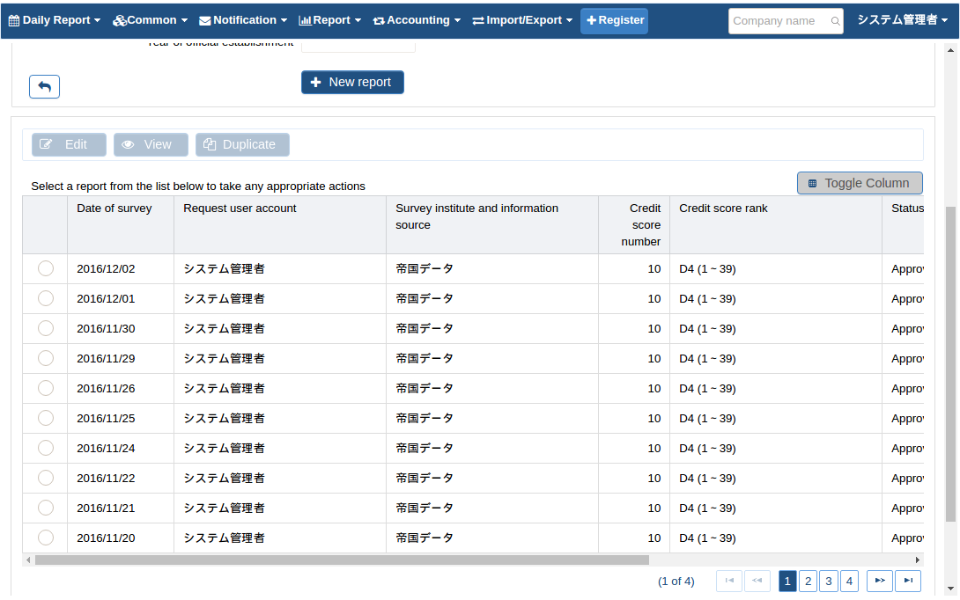 Daily Report Common Notification Report Accounting Import/Export Register Company name システム管理者
Year of official establishment
New report
Edit View Duplicate
Select a report from the list below to take any appropriate actions Toggle Column
Date of survey Request user account Survey institute and information source Credit score number Credit score rank Status
2016/12/02 システム管理者 帝国データ 10 D4 (1 ~ 39) Approv
2016/12/01 システム管理者 帝国データ 10 D4 (1 ~ 39) Approv
2016/11/30 システム管理者 帝国データ 10 D4 (1 ~ 39) Approv
2016/11/29 システム管理者 帝国データ 10 D4 (1 ~ 39) Approv
2016/11/26 システム管理者 帝国データ 10 D4 (1 ~ 39) Approv
2016/11/25 システム管理者 帝国データ 10 D4 (1 ~ 39) Approv
2016/11/24 システム管理者 帝国データ 10 D4 (1 ~ 39) Approv
2016/11/22 システム管理者 帝国データ 10 D4 (1 ~ 39) Approv
2016/11/21 システム管理者 帝国データ 10 D4 (1 ~ 39) Approv
2016/11/20 システム管理者 帝国データ 10 D4 (1 ~ 39) Approv
(1 of 4) 1 2 3 4